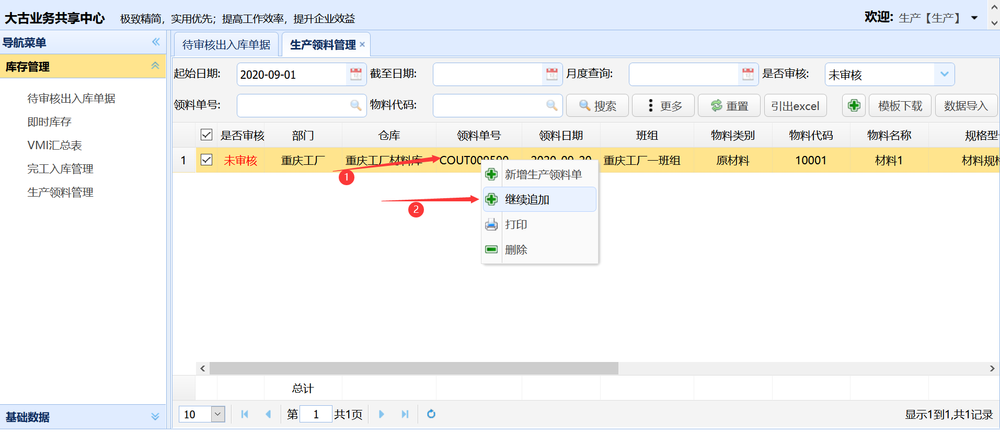 大古业务共享中心 极致精简，实用优先；提高工作效率，提升企业效益 欢迎: 生产【生产】
导航菜单
库存管理
待审核出入库单据
即时库存
VMI汇总表
完工入库管理
生产领料管理
基础数据
待审核出入库单据 生产领料管理
起始日期: 2020-09-01 截至日期: 月度查询: 是否审核: 未审核
领料单号: 物料代码: 搜索 更多 重置 引出excel 模板下载 数据导入
是否审核 部门 仓库 领料单号 领料日期 班组 物料类别 物料代码 物料名称 规格型
1 未审核 重庆工厂 重庆工厂材料库 重庆工厂一班组 原材料 10001 材料1 材料规
1
2
新增生产领料单
继续追加
打印
删除
总计
10 第 1 共1页 显示1到1,共1记录